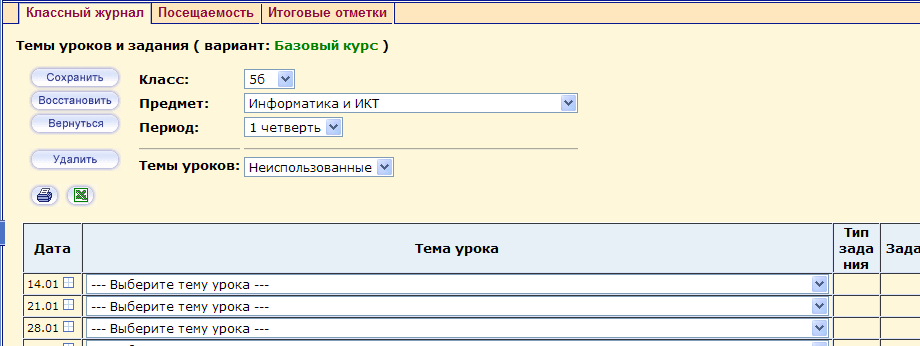 Классный журнал Посещаемость Итоговые отметки
Темы уроков и задания ( вариант: Базовый курс )
Сохранить
Восстановить
Вернуться
Удалить
Класс: 5б
Предмет: Информатика и ИКТ
Период: 1 четверть
Темы уроков: Неиспользованные
Дата Тема урока Тип зада ния Зада
14.01 --- Выберите тему урока ---
21.01 --- Выберите тему урока ---
28.01 --- Выберите тему урока ---